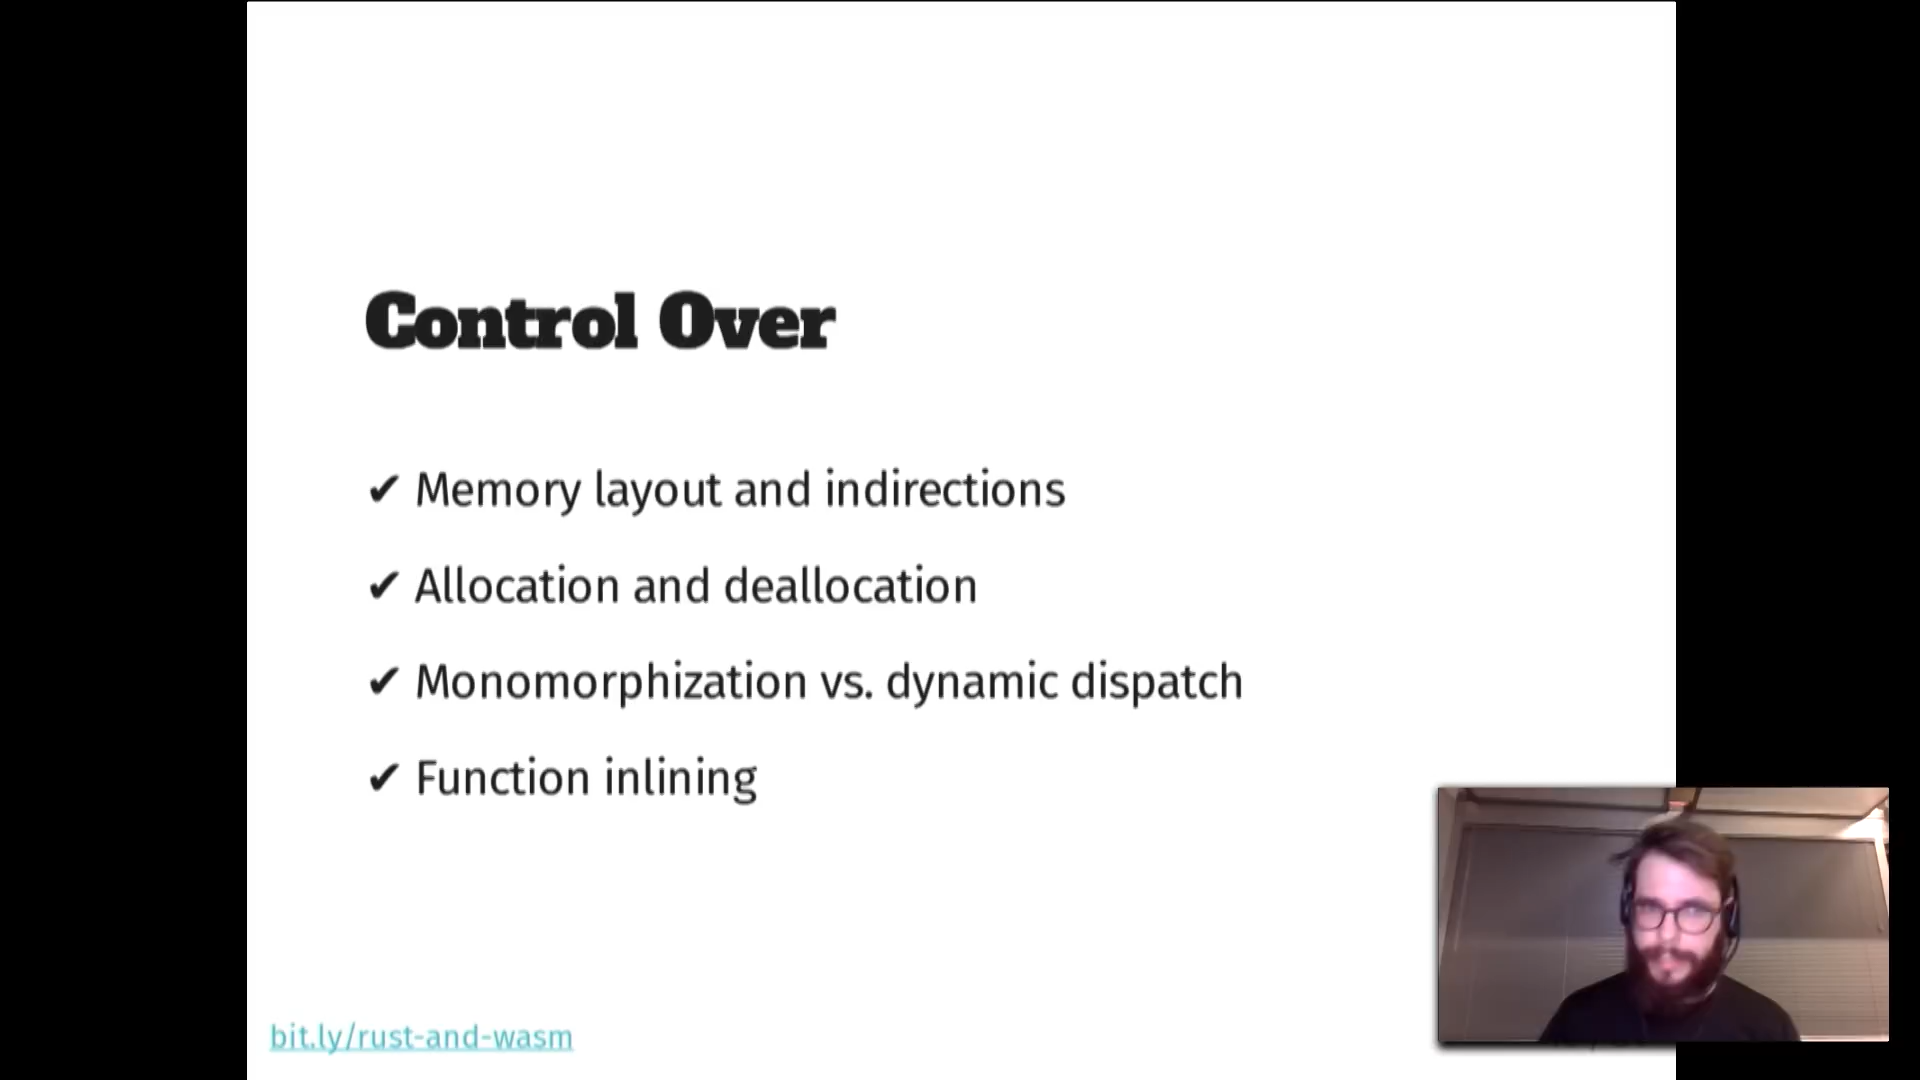 Control Over
✔ Memory layout and indirections
✔ Allocation and deallocation
✔ Monomorphization vs. dynamic dispatch
✔ Function inlining
bit.ly/rust-and-wasm